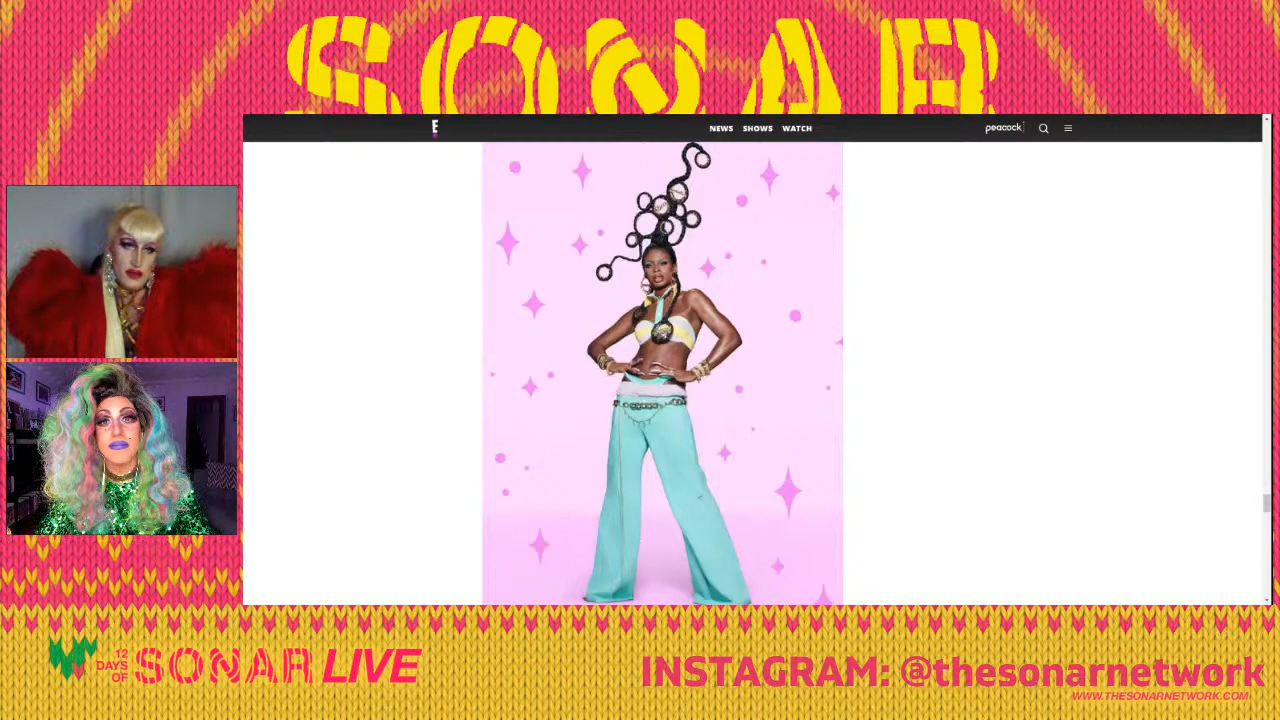 SONAR
E
NEWS SHOWS WATCH
peacock
12
DAYS
OF
SONAR LIVE
INSTAGRAM: @thesonarnetwork
WWW.THESONARNETWORK.COM